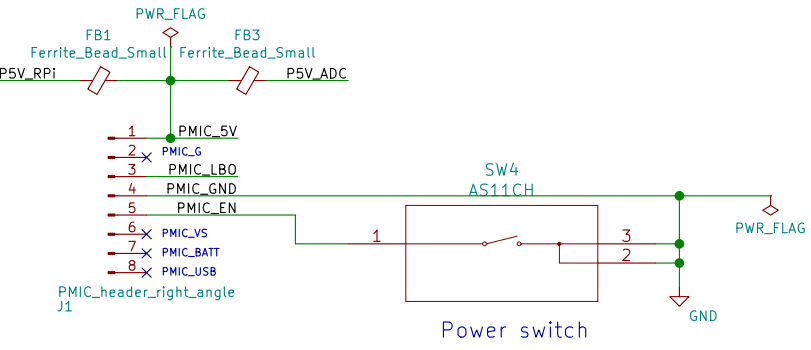 PWR_FLAG
FB1
FB3
Ferrite_Bead_Small
Ferrite_Bead_Small
P5V_RPi
P5V_ADC
1
PMIC_5V
2
PMIC_G
3
PMIC_LBO
4
PMIC_GND
5
PMIC_EN
6
PMIC_VS
7
PMIC_BATT
8
PMIC_USB
PMIC_header_right_angle
J1
SW4
AS11CH
1
3
2
PWR_FLAG
GND
Power switch